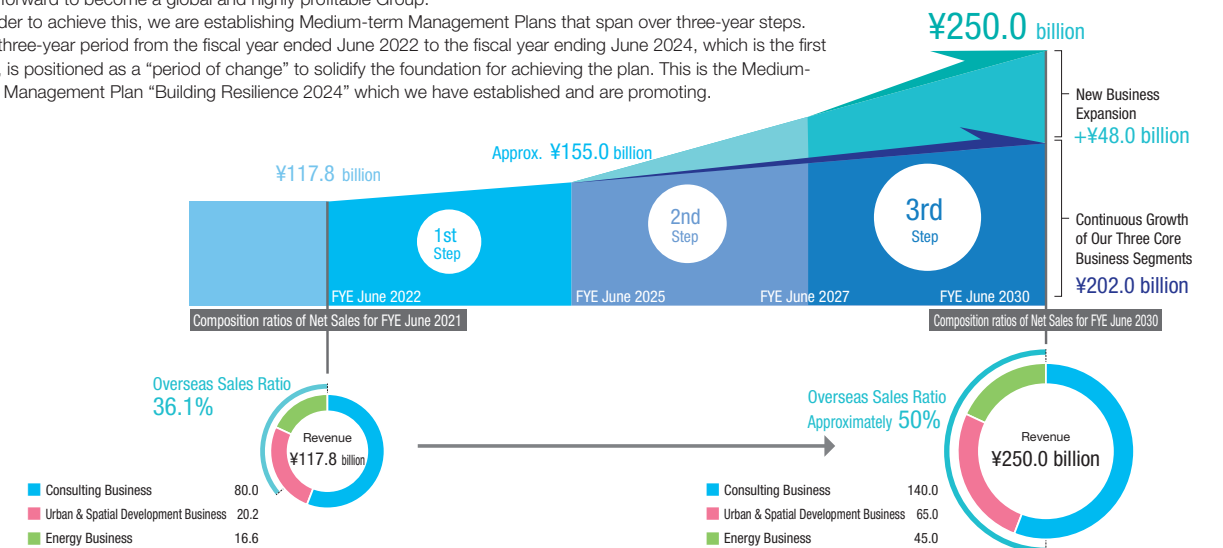 forward to become a global and highly profitable Group.
der to achieve this, we are establishing Medium-term Management Plans that span over three-year steps.
three-year period from the fiscal year ended June 2022 to the fiscal year ending June 2024, which is the first
, is positioned as a “period of change” to solidify the foundation for achieving the plan. This is the Medium-
Management Plan “Building Resilience 2024” which we have established and are promoting.
¥250.0 billion
New Business
Expansion
+¥48.0 billion
Approx. ¥155.0 billion
¥117.8 billion
1st
Step
2nd
Step
3rd
Step
Continuous Growth
of Our Three Core
Business Segments
¥202.0 billion
FYE June 2022
FYE June 2025
FYE June 2027
FYE June 2030
Composition ratios of Net Sales for FYE June 2021
Composition ratios of Net Sales for FYE June 2030
Overseas Sales Ratio
36.1%
Revenue
¥117.8 billion
Consulting Business 80.0
Urban & Spatial Development Business 20.2
Energy Business 16.6
Overseas Sales Ratio
Approximately 50%
Revenue
¥250.0 billion
Consulting Business 140.0
Urban & Spatial Development Business 65.0
Energy Business 45.0